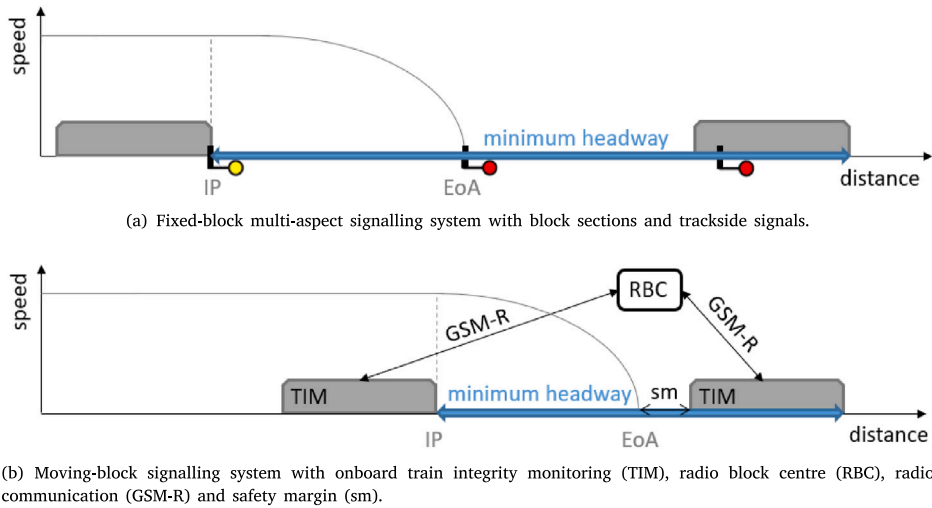 speed
minimum headway
IP
EoA
distance
(a) Fixed-block multi-aspect signalling system with block sections and trackside signals.
speed
RBC
GSM-R
GSM-R
TIM
minimum headway
sm
TIM
IP
EoA
distance
(b) Moving-block signalling system with onboard train integrity monitoring (TIM), radio block centre (RBC), radio
communication (GSM-R) and safety margin (sm).